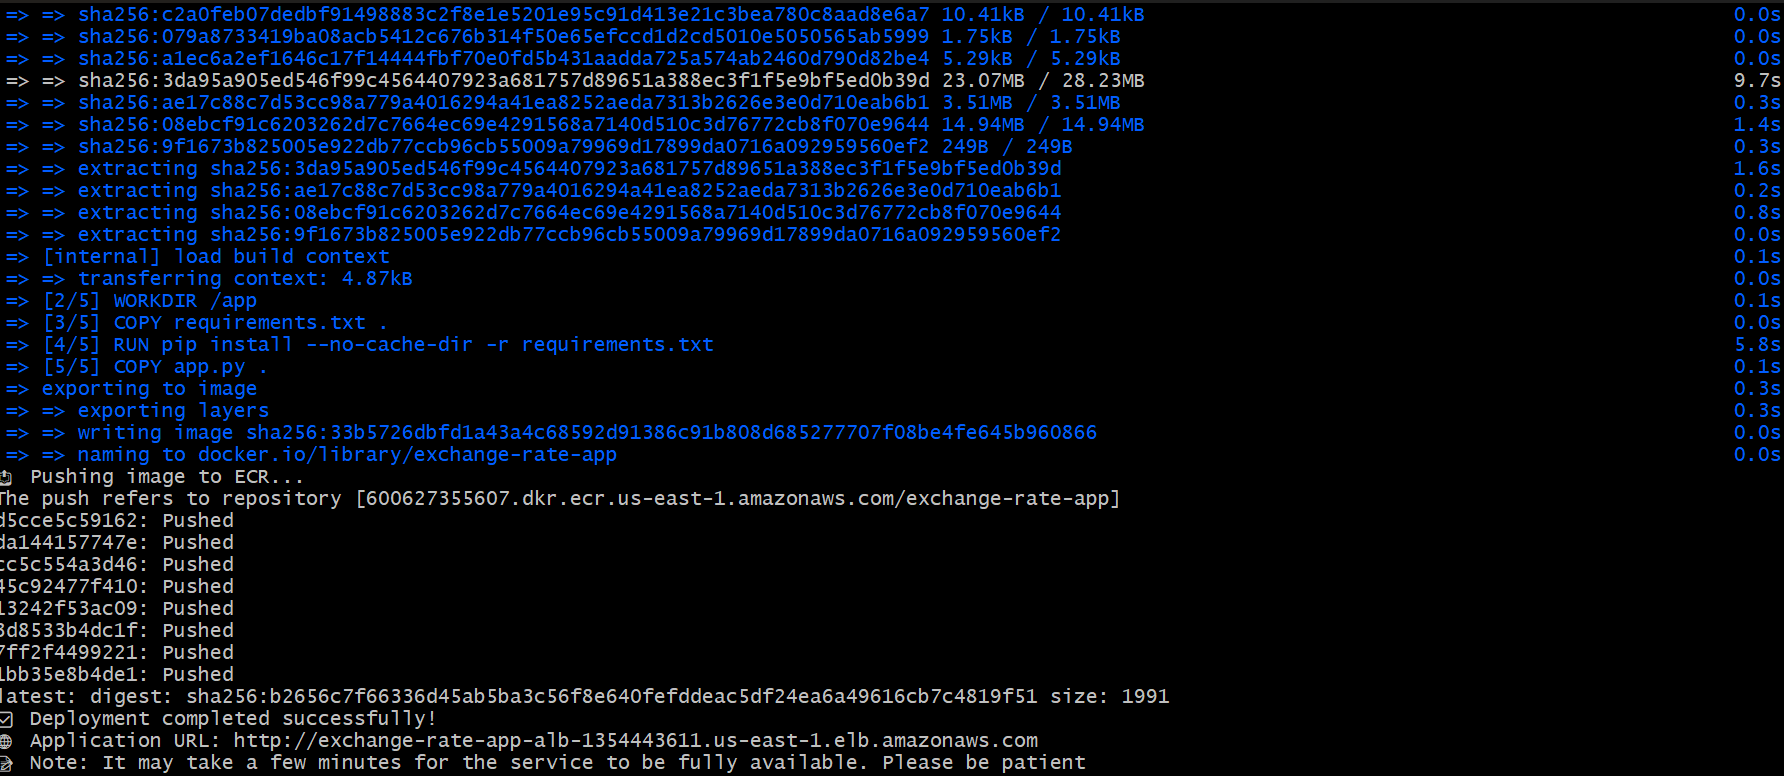 => => sha256:c2a0feb07dedbf91498883c2f8e1e5201e95c91d413e21c3bea780c8aad8e6a7 10.41kB / 10.41kB 0.0s
=> => sha256:079a8733419ba08acb5412c676b314f50e65efccd1d2cd5010e5050565ab5999 1.75kB / 1.75kB 0.0s
=> => sha256:a1ec6a2ef1646c17f14444fbf70e0fd5b431aadda725a574ab2460d790d82be4 5.29kB / 5.29kB 0.0s
=> => sha256:3da95a905ed546f99c4564407923a681757d89651a388ec3f1f5e9bf5ed0b39d 23.07MB / 28.23MB 9.7s
=> => sha256:ae17c88c7d53cc98a779a4016294a41ea8252aeda7313b2626e3e0d710eab6b1 3.51MB / 3.51MB 0.3s
=> => sha256:08ebcf91c6203262d7c7664ec69e4291568a7140d510c3d76772cb8f070e9644 14.94MB / 14.94MB 1.4s
=> => sha256:9f1673b825005e922db77ccb96cb55009a79969d17899da0716a092959560ef2 249B / 249B 0.3s
=> => extracting sha256:3da95a905ed546f99c4564407923a681757d89651a388ec3f1f5e9bf5ed0b39d 1.6s
=> => extracting sha256:ae17c88c7d53cc98a779a4016294a41ea8252aeda7313b2626e3e0d710eab6b1 0.2s
=> => extracting sha256:08ebcf91c6203262d7c7664ec69e4291568a7140d510c3d76772cb8f070e9644 0.8s
=> => extracting sha256:9f1673b825005e922db77ccb96cb55009a79969d17899da0716a092959560ef2 0.0s
=> [internal] load build context 0.1s
=> => transferring context: 4.87kB 0.0s
=> [2/5] WORKDIR /app 0.1s
=> [3/5] COPY requirements.txt . 0.0s
=> [4/5] RUN pip install --no-cache-dir -r requirements.txt 5.8s
=> [5/5] COPY app.py . 0.1s
=> exporting to image 0.3s
=> => exporting layers 0.3s
=> => writing image sha256:33b5726dbfd1a43a4c68592d91386c91b808d685277707f08be4fe645b960866 0.0s
=> => naming to docker.io/library/exchange-rate-app 0.0s
Pushing image to ECR...
The push refers to repository [600627355607.dkr.ecr.us-east-1.amazonaws.com/exchange-rate-app]
d5cce5c59162: Pushed
da144157747e: Pushed
cc5c554a3d46: Pushed
45c92477f410: Pushed
13242f53ac09: Pushed
3d8533b4dc1f: Pushed
7ff2f4499221: Pushed
1bb35e8b4de1: Pushed
latest: digest: sha256:b2656c7f66336d45ab5ba3c56f8e640fefddeac5df24ea6a49616cb7c4819f51 size: 1991
Deployment completed successfully!
Application URL: http://exchange-rate-app-alb-1354443611.us-east-1.elb.amazonaws.com
Note: It may take a few minutes for the service to be fully available. Please be patient